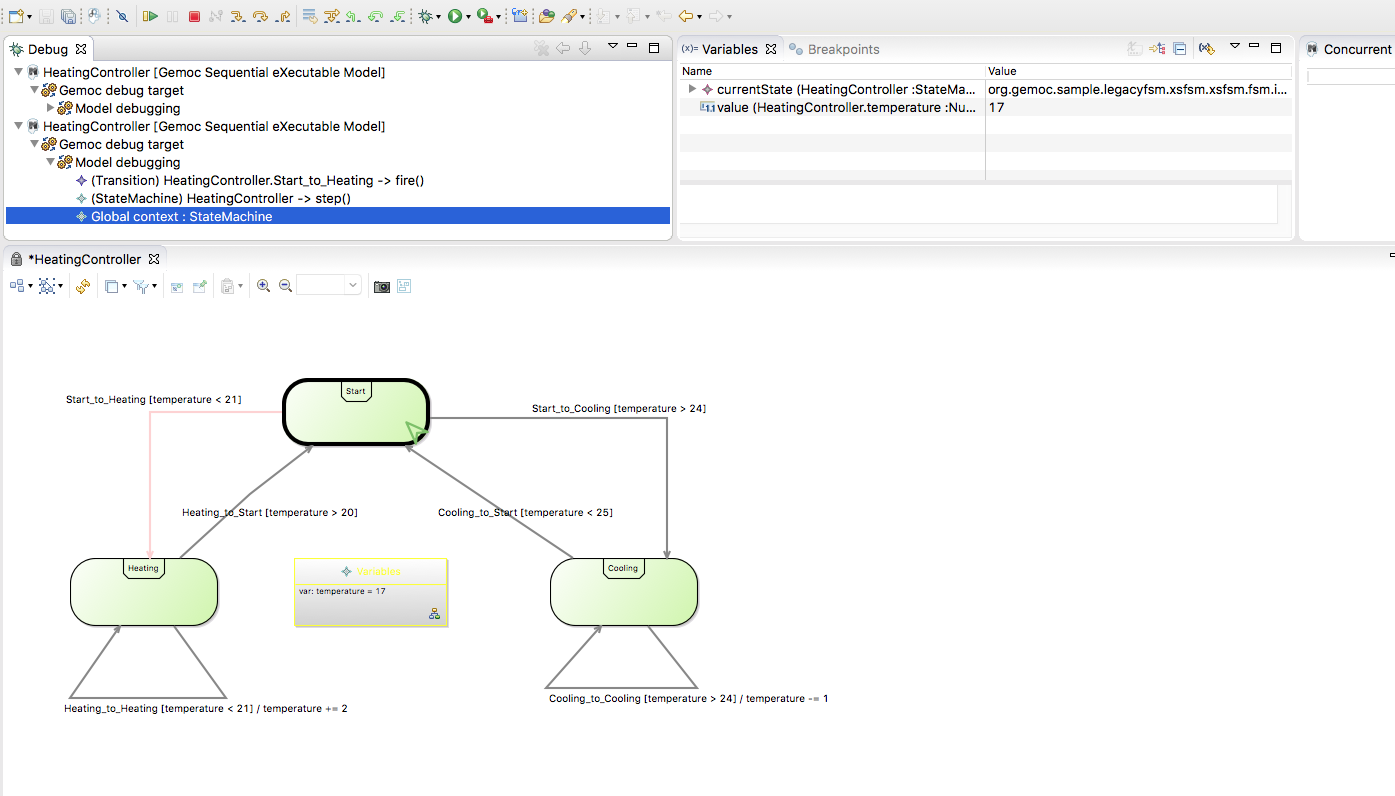 Debug
HeatingController [Gemoc Sequential eXecutable Model]
Gemoc debug target
Model debugging
HeatingController [Gemoc Sequential eXecutable Model]
Gemoc debug target
Model debugging
(Transition) HeatingController.Start_to_Heating -> fire()
(StateMachine) HeatingController -> step()
Global context : StateMachine
(x)= Variables
Breakpoints
Name Value
currentState (HeatingController :StateMa... org.gemoc.sample.legacyfsm.xsfsm.xsfsm.fsm.i...
value (HeatingController.temperature :Nu... 17
Concurrent
*HeatingController
Start
Start_to_Heating [temperature < 21]
Start_to_Cooling [temperature > 24]
Heating_to_Start [temperature > 20]
Cooling_to_Start [temperature < 25]
Heating
Variables
var: temperature = 17
Cooling
Heating_to_Heating [temperature < 21] / temperature += 2
Cooling_to_Cooling [temperature > 24] / temperature -= 1